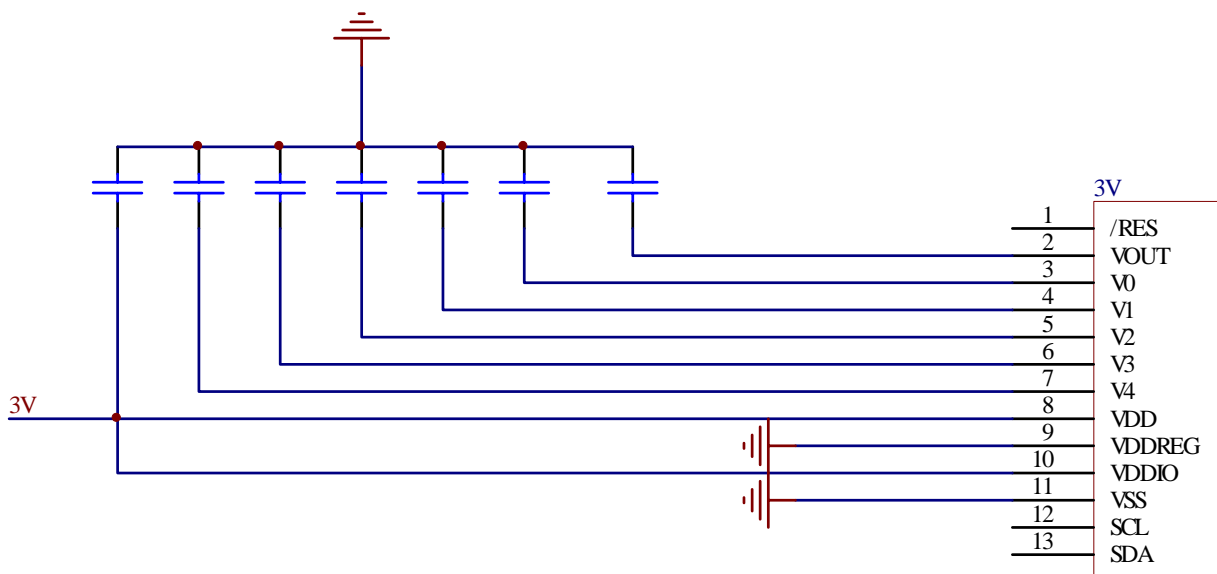 3V
1 /RES
2 VOUT
3 V0
4 V1
5 V2
6 V3
7 V4
3V
8 VDD
9 VDDREG
10 VDDIO
11 VSS
12 SCL
13 SDA